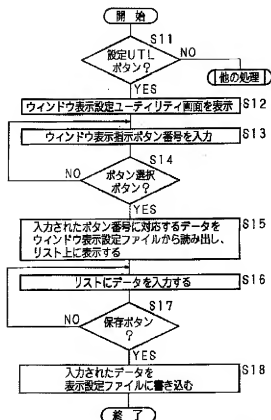 開 始
S11
設定UTL
ボタン?
NO
他の処理
YES
S12
ウィンドウ表示設定ユーティリティ画面を表示
S13
ウィンドウ表示指示ボタン番号を入力
S14
ボタン選択
ボタン?
NO
YES
S15
入力されたボタン番号に対応するデータを
ウィンドウ表示設定ファイルから読み出し、
リスト上に表示する
S16
リストにデータを入力する
S17
保存ボタン
?
NO
YES
S18
入力されたデータを
表示設定ファイルに書き込む
終 了